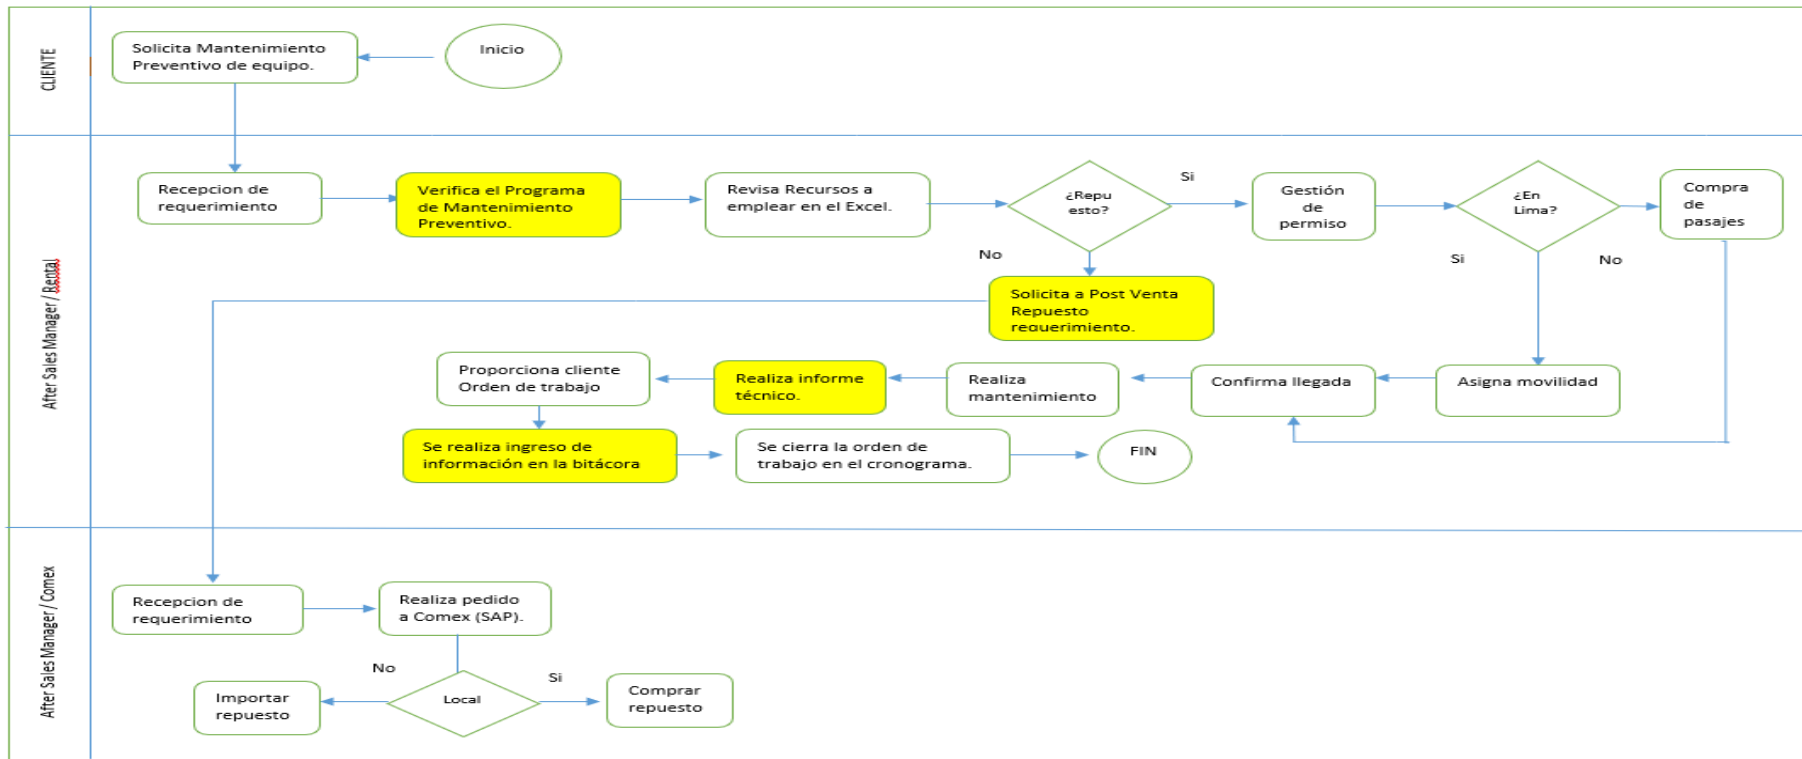 CLIENTE
Inicio
Solicita Mantenimiento
Preventivo de equipo.
After Sales Manager / Rental
Recepcion de
requerimiento
Verifica el Programa
de Mantenimiento
Preventivo.
Revisa Recursos a
emplear en el Excel.
¿Repu
esto?
Si
No
Gestión
de
permiso
¿En
Lima?
Si
No
Compra
de
pasajes
Solicita a Post Venta
Repuesto
requerimiento.
Asigna movilidad
Confirma llegada
Realiza
mantenimiento
Realiza informe
técnico.
Proporciona cliente
Orden de trabajo
Se realiza ingreso de
información en la bitácora
Se cierra la orden de
trabajo en el cronograma.
FIN
After Sales Manager / Comex
Recepcion de
requerimiento
Realiza pedido
a Comex (SAP).
Local
No
Si
Importar
repuesto
Comprar
repuesto